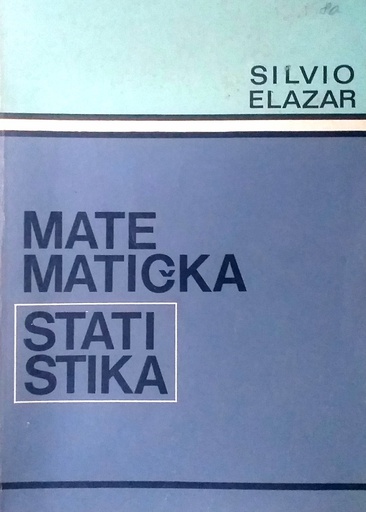 SILVIO
ELAZAR
MATE
MATIČKA
STATI
STIKA